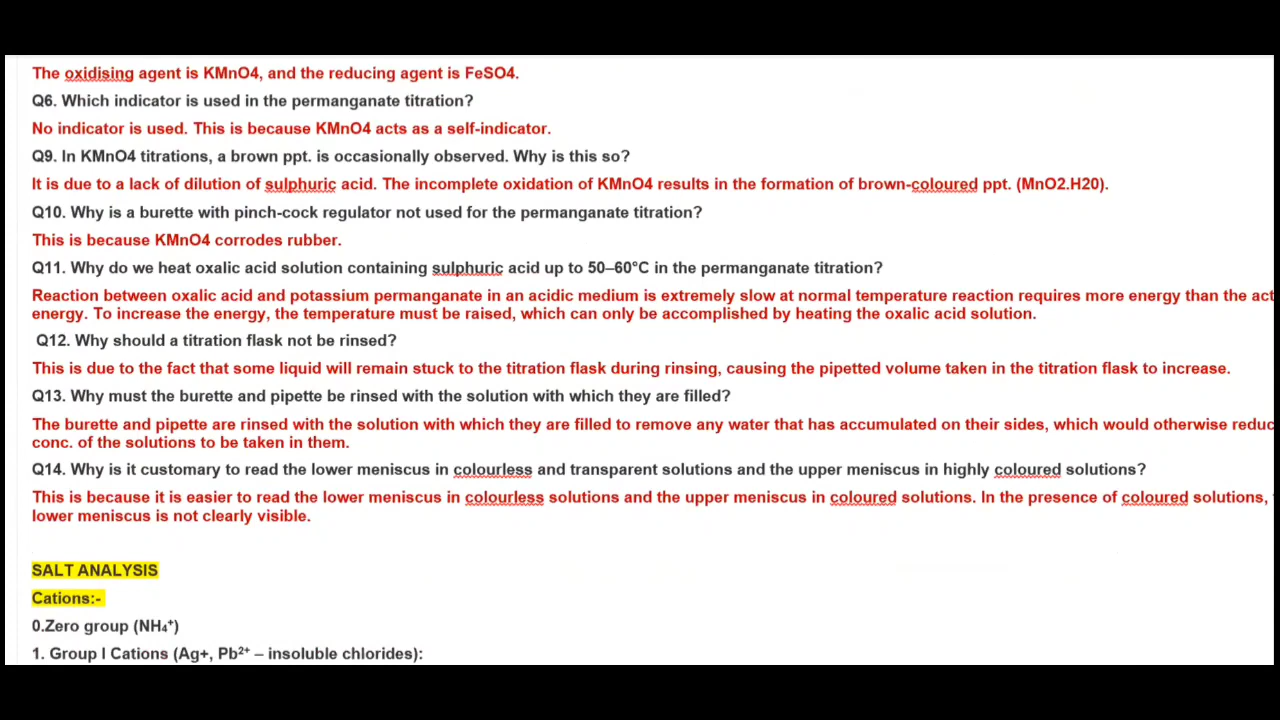 The oxidising agent is KMnO4, and the reducing agent is FeSO4.
Q6. Which indicator is used in the permanganate titration?
No indicator is used. This is because KMnO4 acts as a self-indicator.
Q9. In KMnO4 titrations, a brown ppt. is occasionally observed. Why is this so?
It is due to a lack of dilution of sulphuric acid. The incomplete oxidation of KMnO4 results in the formation of brown-coloured ppt. (MnO2.H20).
Q10. Why is a burette with pinch-cock regulator not used for the permanganate titration?
This is because KMnO4 corrodes rubber.
Q11. Why do we heat oxalic acid solution containing sulphuric acid up to 50–60°C in the permanganate titration?
Reaction between oxalic acid and potassium permanganate in an acidic medium is extremely slow at normal temperature reaction requires more energy than the act
energy. To increase the energy, the temperature must be raised, which can only be accomplished by heating the oxalic acid solution.
Q12. Why should a titration flask not be rinsed?
This is due to the fact that some liquid will remain stuck to the titration flask during rinsing, causing the pipetted volume taken in the titration flask to increase.
Q13. Why must the burette and pipette be rinsed with the solution with which they are filled?
The burette and pipette are rinsed with the solution with which they are filled to remove any water that has accumulated on their sides, which would otherwise reduc
conc. of the solutions to be taken in them.
Q14. Why is it customary to read the lower meniscus in colourless and transparent solutions and the upper meniscus in highly coloured solutions?
This is because it is easier to read the lower meniscus in colourless solutions and the upper meniscus in coloured solutions. In the presence of coloured solutions,
lower meniscus is not clearly visible.
SALT ANALYSIS
Cations:-
0.Zero group (NH₄⁺)
1. Group I Cations (Ag+, Pb²⁺ – insoluble chlorides):